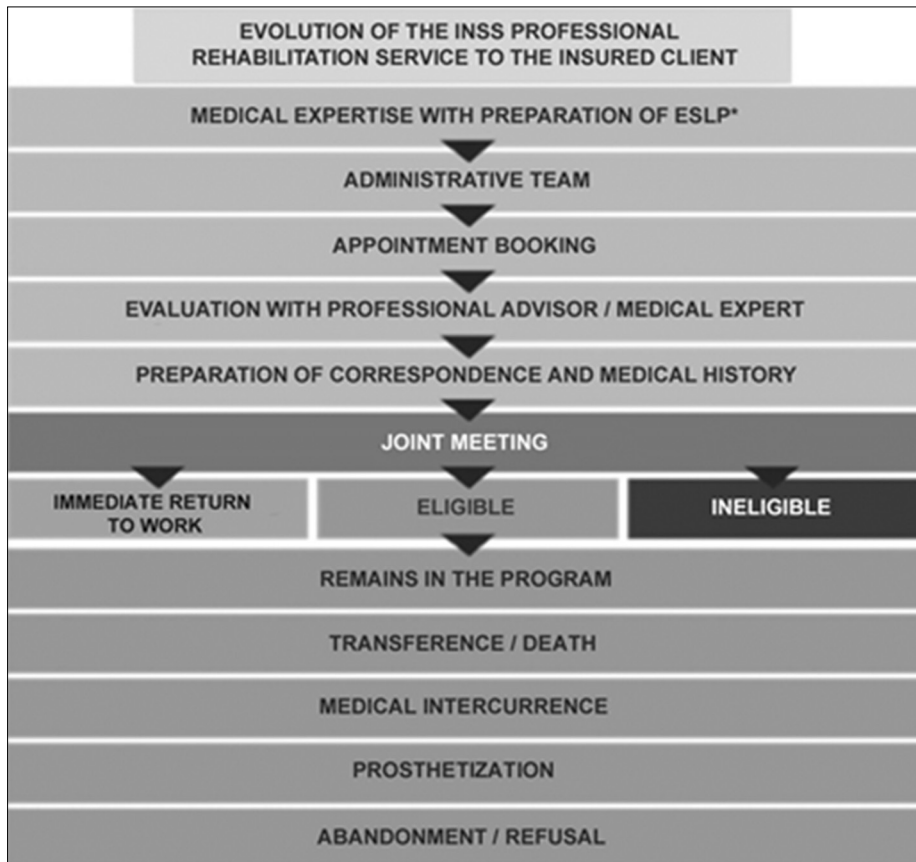 EVOLUTION OF THE INSS PROFESSIONAL
REHABILITATION SERVICE TO THE INSURED CLIENT
MEDICAL EXPERTISE WITH PREPARATION OF ESLP*
ADMINISTRATIVE TEAM
APPOINTMENT BOOKING
EVALUATION WITH PROFESSIONAL ADVISOR / MEDICAL EXPERT
PREPARATION OF CORRESPONDENCE AND MEDICAL HISTORY
JOINT MEETING
IMMEDIATE RETURN
TO WORK
ELIGIBLE
INELIGIBLE
REMAINS IN THE PROGRAM
TRANSFERENCE / DEATH
MEDICAL INTERCURRENCE
PROSTHETIZATION
ABANDONMENT / REFUSAL